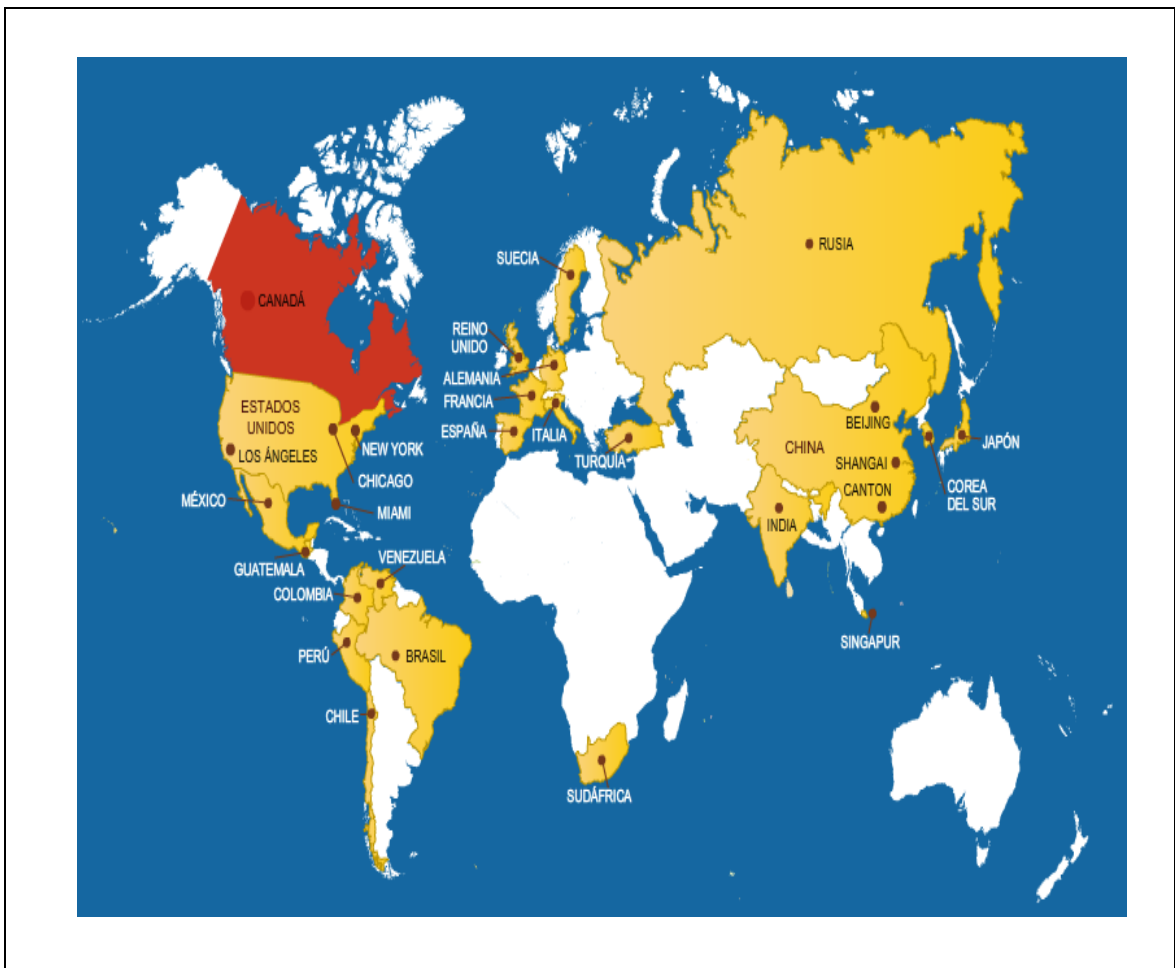 RUSIA
SUECIA
CANADÁ
REINO
UNIDO
ALEMANIA
FRANCIA
ESPAÑA
ITALIA
TURQUÍA
ESTADOS
UNIDOS
NEW YORK
LOS ÁNGELES
CHICAGO
MÉXICO
MIAMI
GUATEMALA
VENEZUELA
COLOMBIA
PERÚ
BRASIL
CHILE
SUDÁFRICA
BEIJING
CHINA
JAPÓN
SHANGAI
CANTON
COREA
DEL SUR
INDIA
SINGAPUR